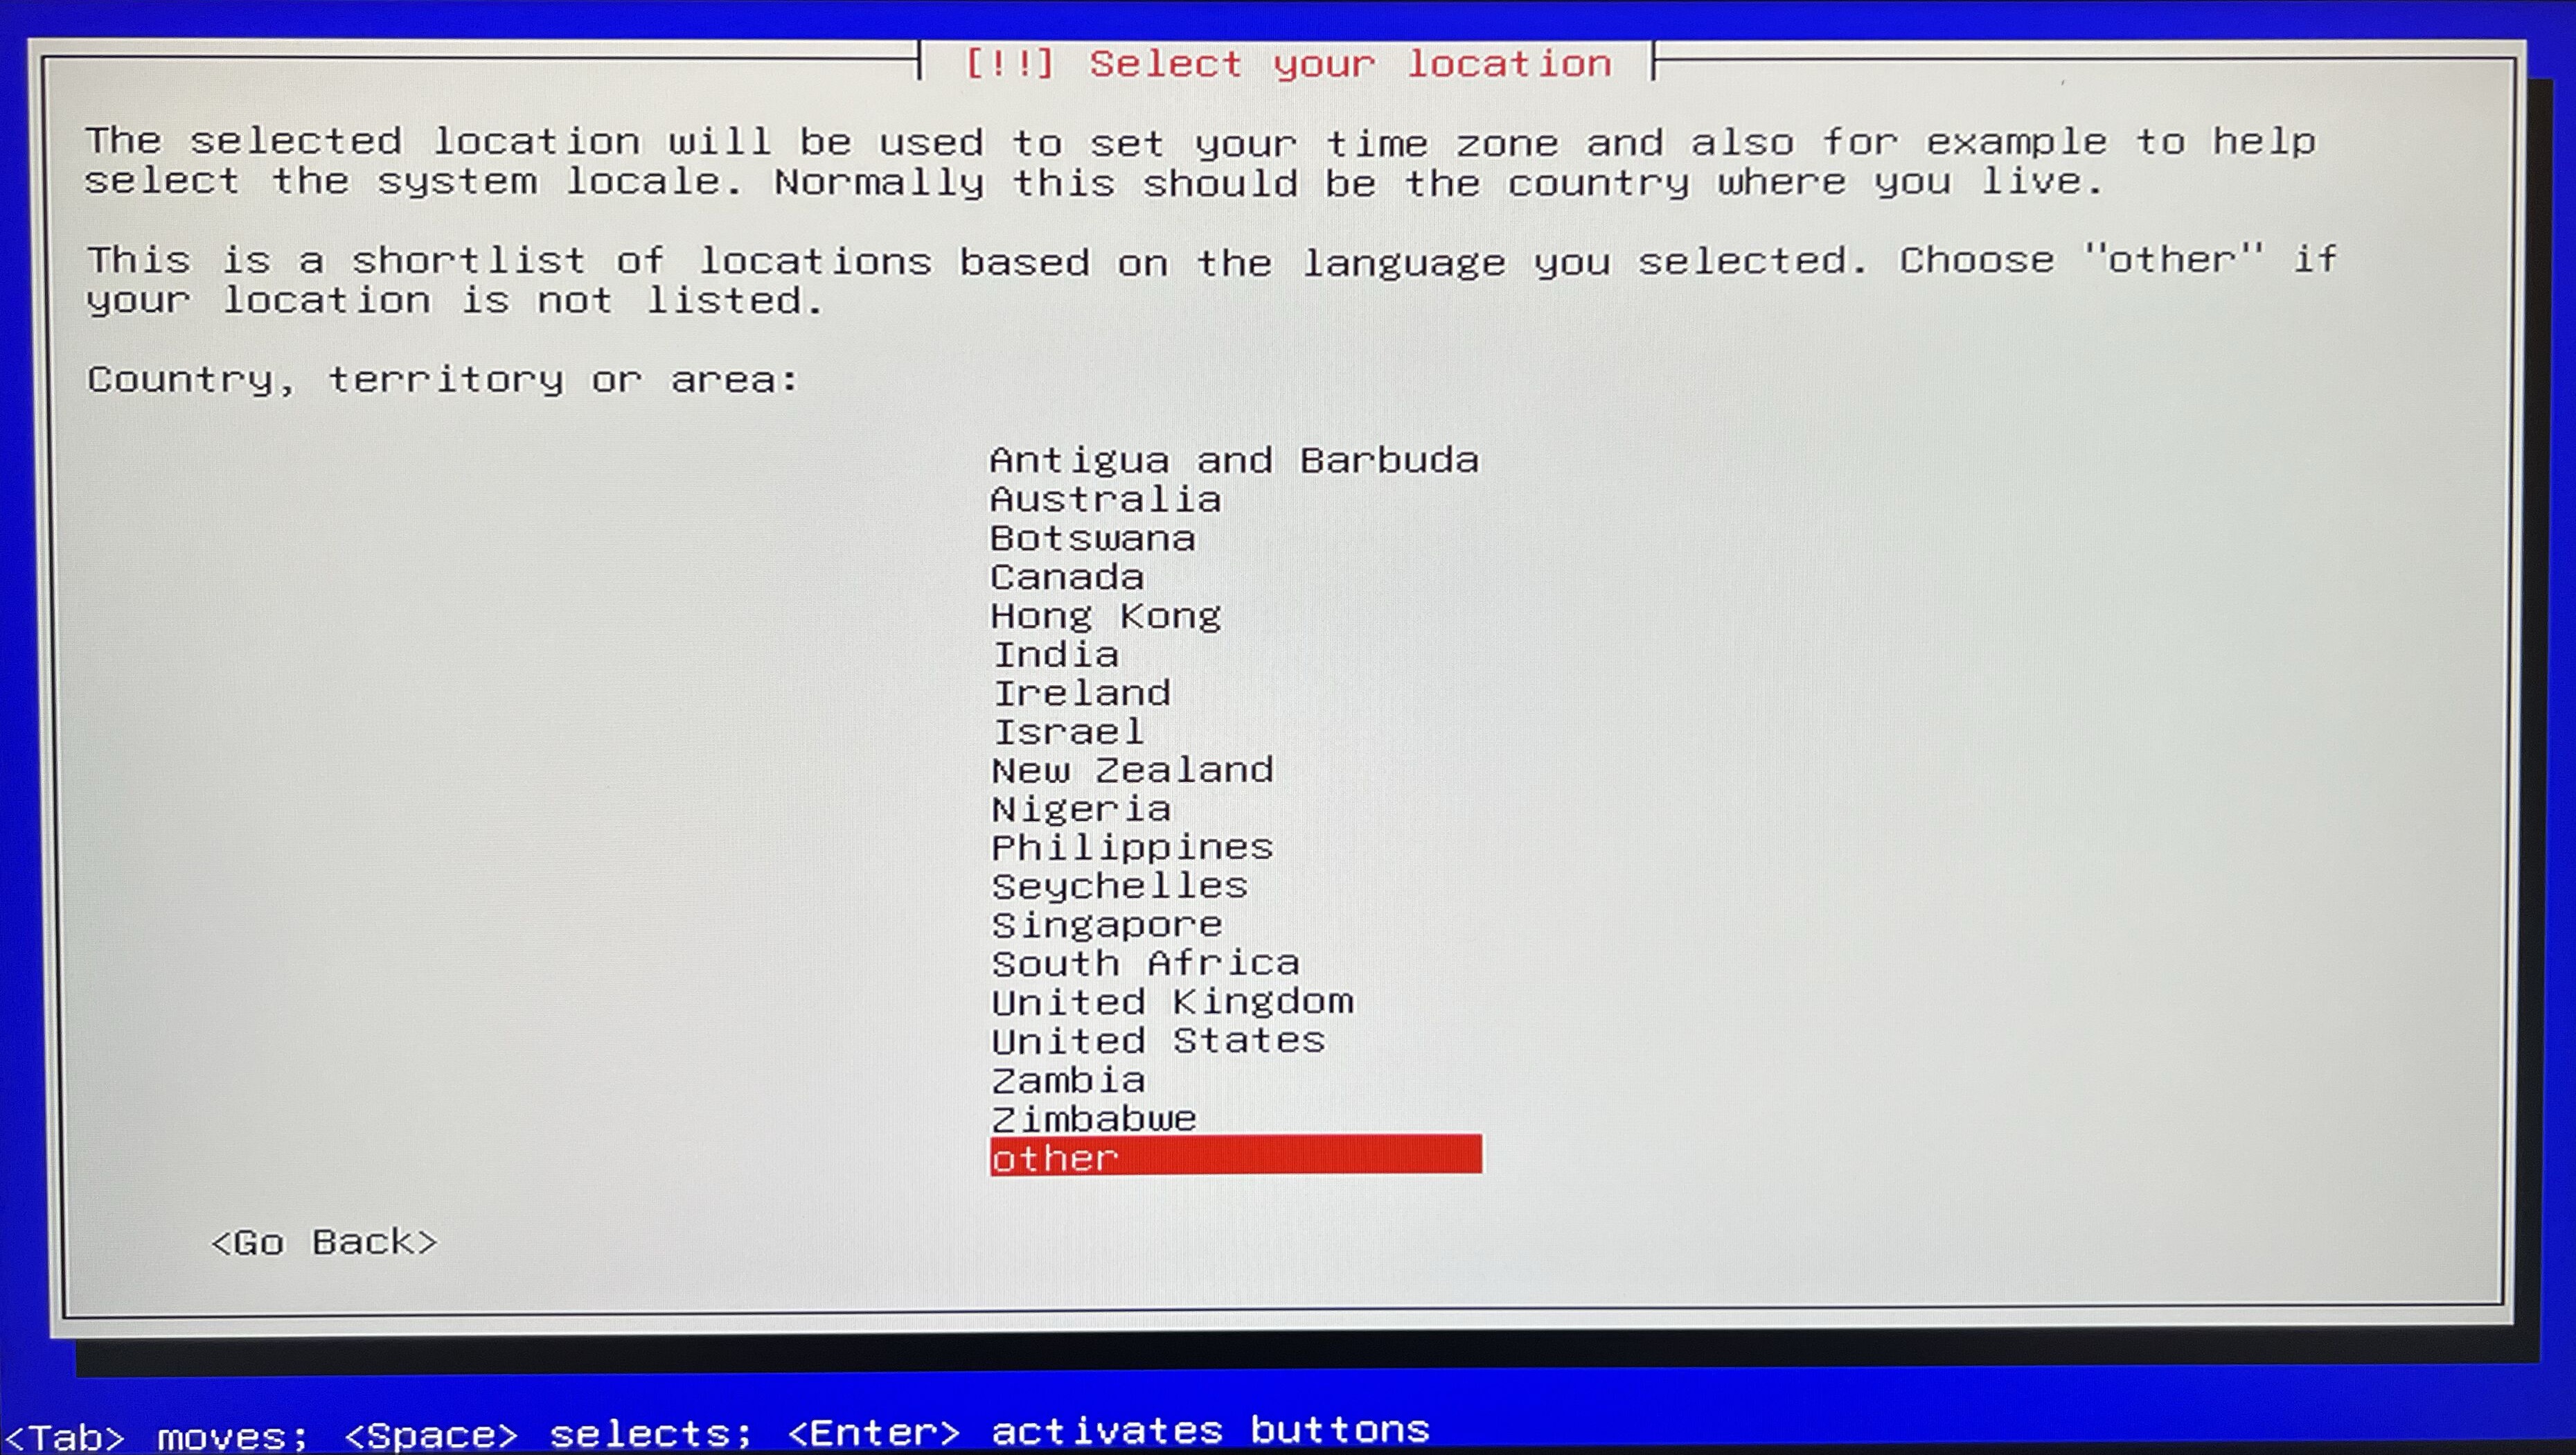 [!!] Select your location
The selected location will be used to set your time zone and also for example to help
select the system locale. Normally this should be the country where you live.
This is a shortlist of locations based on the language you selected. Choose "other" if
your location is not listed.
Country, territory or area:
Antigua and Barbuda
Australia
Botswana
Canada
Hong Kong
India
Ireland
Israel
New Zealand
Nigeria
Philippines
Seychelles
Singapore
South Africa
United Kingdom
United States
Zambia
Zimbabwe
other
<Go Back>
<Tab> moves; <Space> selects; <Enter> activates buttons